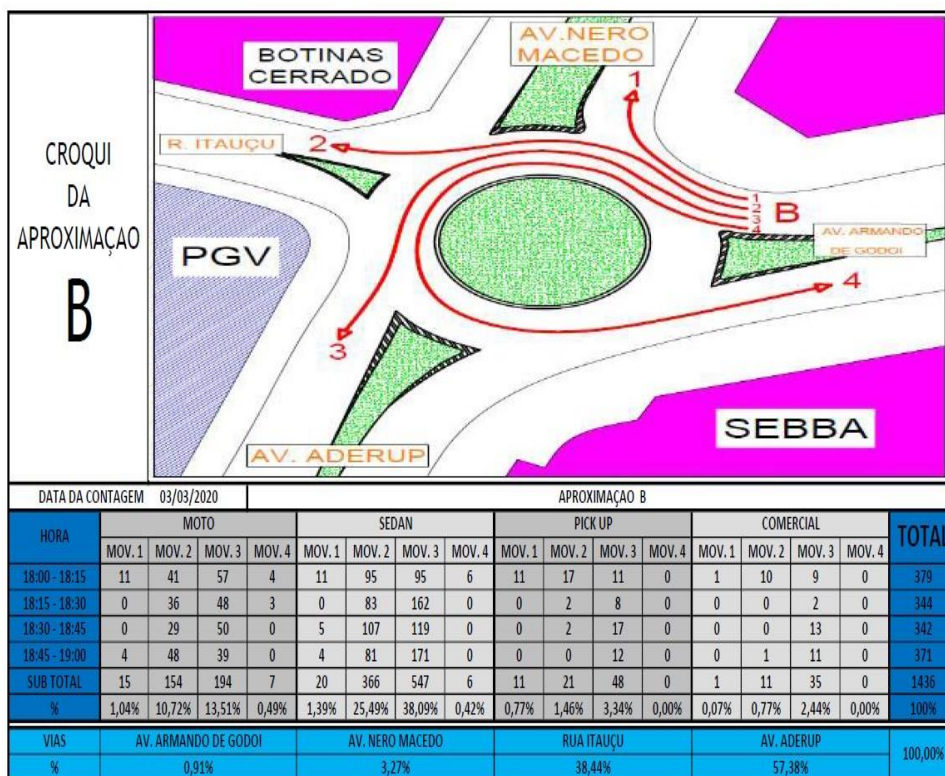 CROQUI
DA
APROXIMAÇAO
B
BOTINAS
CERRADO
AV.NERO
MACEDO
1
R. ITAUÇU
2
1
2
3
4
B
PGV
AV. ARMANDO
DE GODOI
4
3
SEBBA
AV. ADERUP
DATA DA CONTAGEM 03/03/2020 APROXIMAÇAO B
HORA MOTO SEDAN PICK UP COMERCIAL TOTAL
MOV. 1 MOV. 2 MOV. 3 MOV. 4 MOV. 1 MOV. 2 MOV. 3 MOV. 4 MOV. 1 MOV. 2 MOV. 3 MOV. 4 MOV. 1 MOV. 2 MOV. 3 MOV. 4
18:00 - 18:15 11 41 57 4 11 95 95 6 11 17 11 0 1 10 9 0 379
18:15 - 18:30 0 36 48 3 0 83 162 0 0 2 8 0 0 0 2 0 344
18:30 - 18:45 0 29 50 0 5 107 119 0 0 2 17 0 0 0 13 0 342
18:45 - 19:00 4 48 39 0 4 81 171 0 0 0 12 0 0 1 11 0 371
SUB TOTAL 15 154 194 7 20 366 547 6 11 21 48 0 1 11 35 0 1436
% 1,04% 10,72% 13,51% 0,49% 1,39% 25,49% 38,09% 0,42% 0,77% 1,46% 3,34% 0,00% 0,07% 0,77% 2,44% 0,00% 100%
VIAS AV. ARMANDO DE GODOI AV. NERO MACEDO RUA ITAUÇU AV. ADERUP 100,00%
% 0,91% 3,27% 38,44% 57,38%